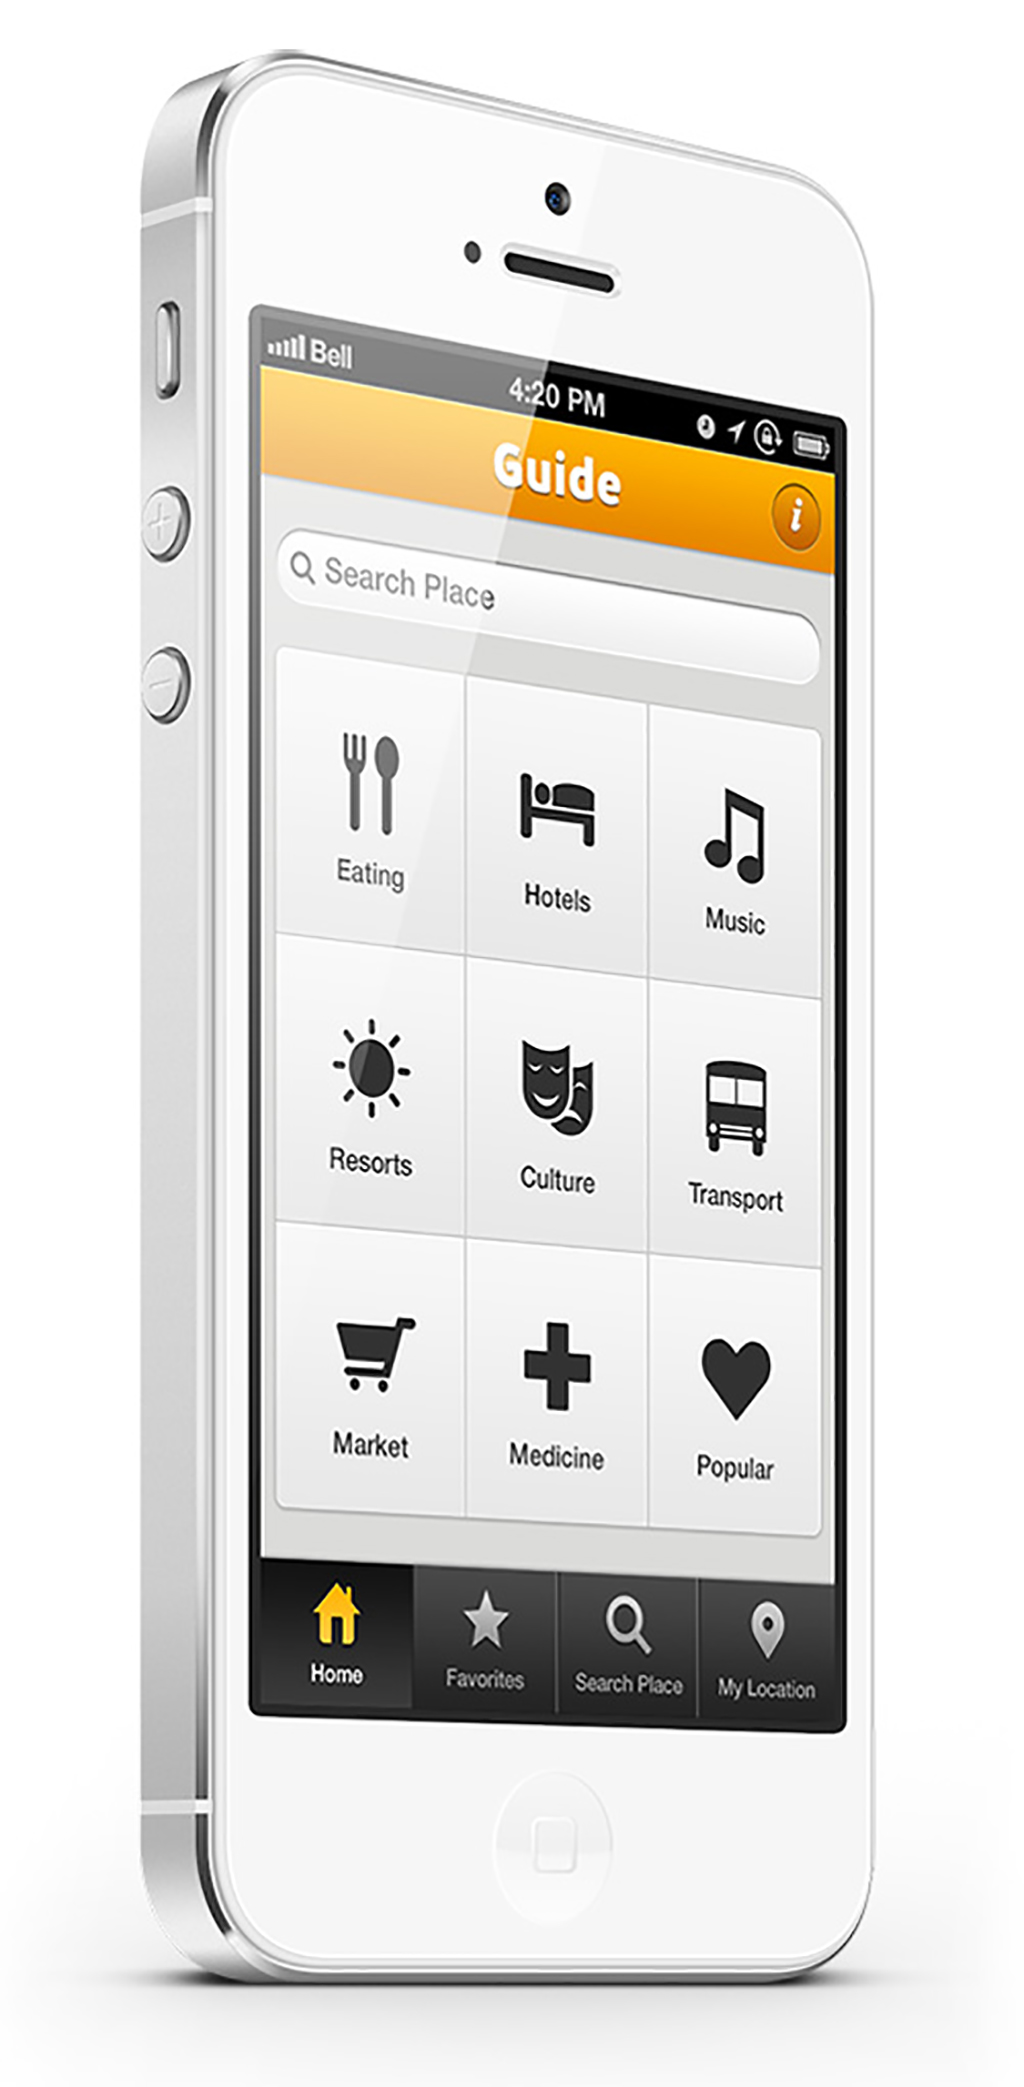 Bell
4:20 PM
Guide
i
Search Place
Eating
Hotels
Music
Resorts
Culture
Transport
Market
Medicine
Popular
Home
Favorites
Search Place
My Location